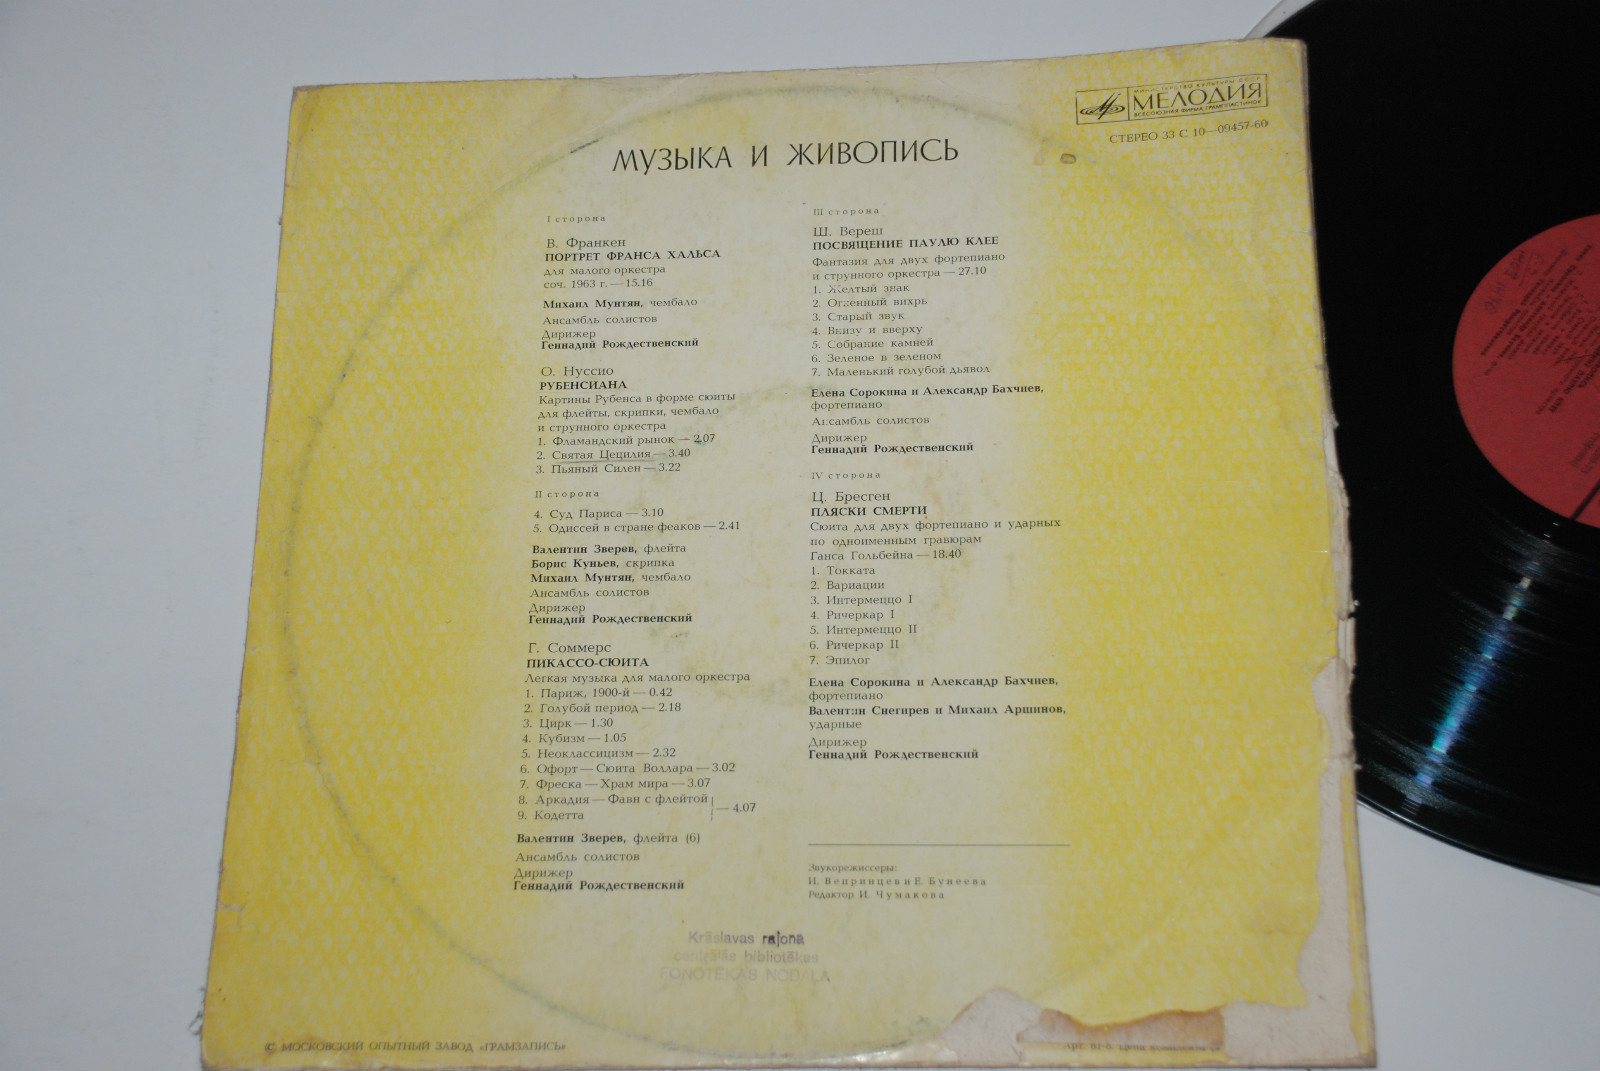 МИНИСТЕРСТВО КУЛЬТУРЫ СССР
МЕЛОДИЯ
ВСЕСОЮЗНАЯ ФИРМА ГРАМПЛАСТИНОК
СТЕРЕО 33 С 10—09457-60
МУЗЫКА И ЖИВОПИСЬ
I сторона
В. Франкен
ПОРТРЕТ ФРАНСА ХАЛЬСА
для малого оркестра
соч. 1963 г.— 15.16
Михаил Мунтян, чембало
Ансамбль солистов
Дирижер
Геннадий Рождественский
О. Нуссио
РУБЕНСИАНА
Картины Рубенса в форме сюиты
для флейты, скрипки, чембало
и струнного оркестра
1. Фламандский рынок — 2.07
2. Святая Цецилия — 3.40
3. Пьяный Силен — 3.22
II сторона
4. Суд Париса — 3.10
5. Одиссей в стране феаков — 2.41
Валентин Зверев, флейта
Борис Куньев, скрипка
Михаил Мунтян, чембало
Ансамбль солистов
Дирижер
Геннадий Рождественский
Г. Соммерс
ПИКАССО-СЮИТА
Легкая музыка для малого оркестра
1. Париж, 1900-й — 0.42
2. Голубой период — 2.18
3. Цирк — 1.30
4. Кубизм — 1.05
5. Неоклассицизм — 2.32
6. Офорт — Сюита Воллара — 3.02
7. Фреска — Храм мира — 3.07
8. Аркадия — Фавн с флейтой
9. Кодетта
— 4.07
Валентин Зверев, флейта (6)
Ансамбль солистов
Дирижер
Геннадий Рождественский
III сторона
Ш. Вереш
ПОСВЯЩЕНИЕ ПАУЛЮ КЛЕЕ
Фантазия для двух фортепиано
и струнного оркестра — 27.10
1. Желтый знак
2. Огненный вихрь
3. Старый звук
4. Внизу и вверху
5. Собрание камней
6. Зеленое в зеленом
7. Маленький голубой дьявол
Елена Сорокина и Александр Бахчиев,
фортепиано
Ансамбль солистов
Дирижер
Геннадий Рождественский
IV сторона
Ц. Бресген
ПЛЯСКИ СМЕРТИ
Сюита для двух фортепиано и ударных
по одноименным гравюрам
Ганса Гольбейна — 18.40
1. Токката
2. Вариации
3. Интермеццо I
4. Ричеркар I
5. Интермеццо II
6. Ричеркар II
7. Эпилог
Елена Сорокина и Александр Бахчиев,
фортепиано
Валентин Снегирев и Михаил Аршинов,
ударные
Дирижер
Геннадий Рождественский
Звукорежиссеры:
И. Вепринцев и Е. Бунеева
Редактор И. Чумакова
Krāslavas rajona
centrālās bibliotēkas
FONOTĒKAS NODAĻA
© МОСКОВСКИЙ ОПЫТНЫЙ ЗАВОД «ГРАМЗАПИСЬ»